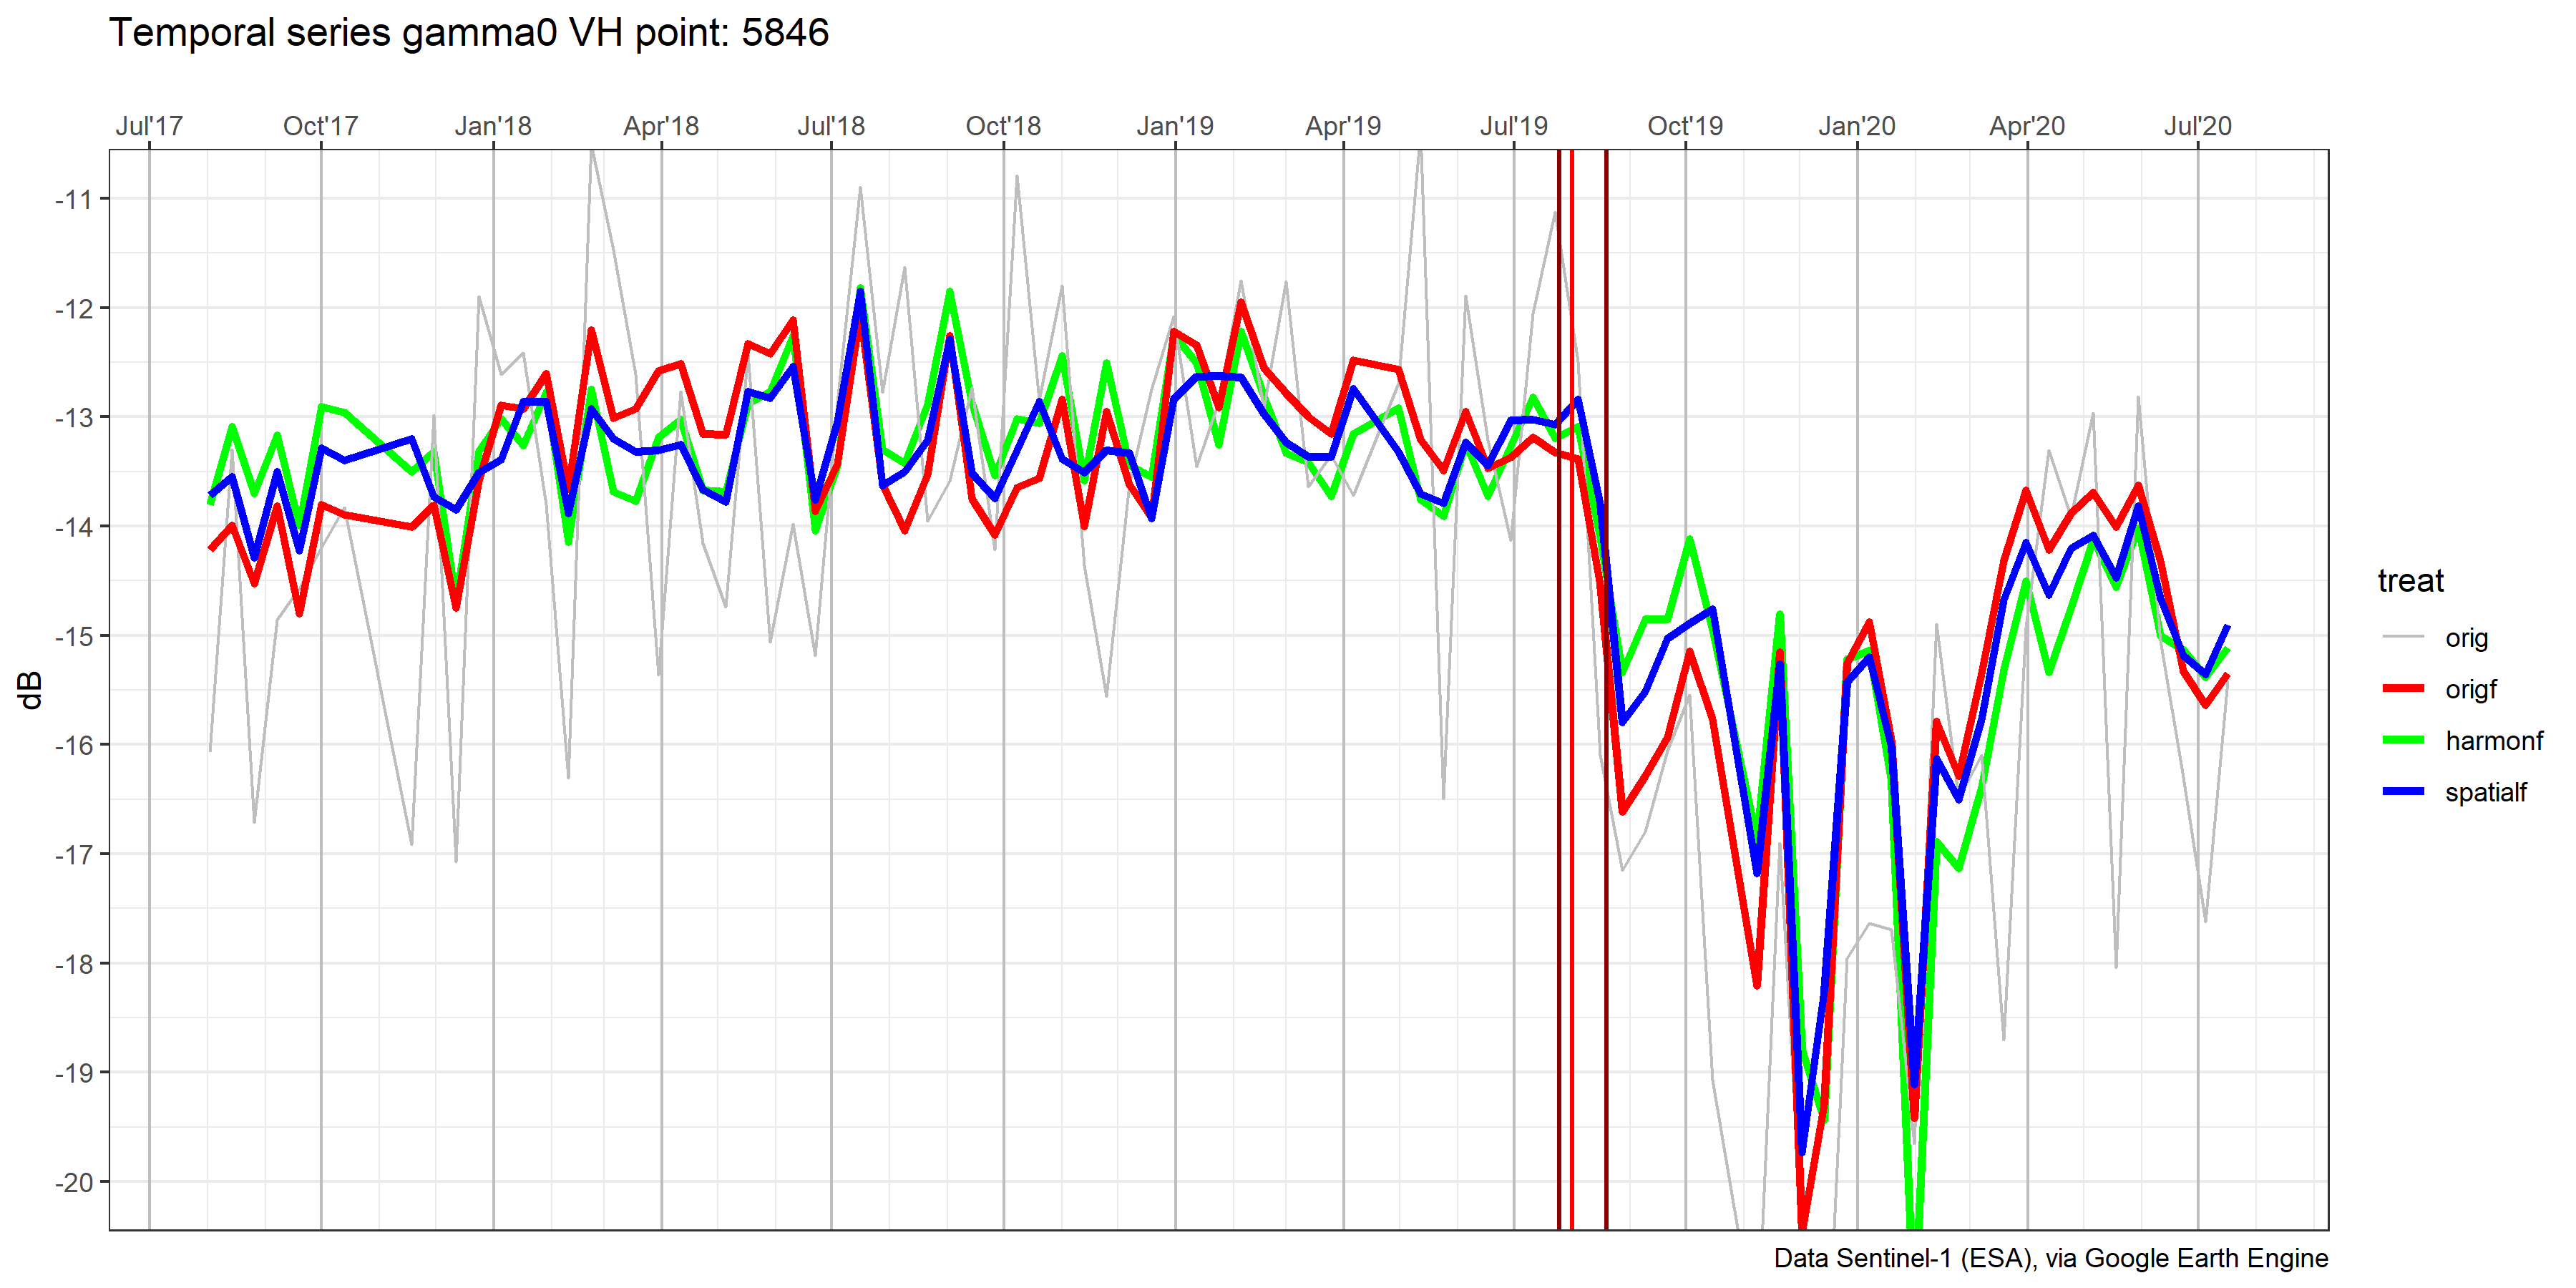 Temporal series gamma0 VH point: 5846
Jul'17 Oct'17 Jan'18 Apr'18 Jul'18 Oct'18 Jan'19 Apr'19 Jul'19 Oct'19 Jan'20 Apr'20 Jul'20
-11
-12
-13
-14
-15
-16
-17
-18
-19
-20
dB
treat
orig
origf
harmonf
spatialf
Data Sentinel-1 (ESA), via Google Earth Engine